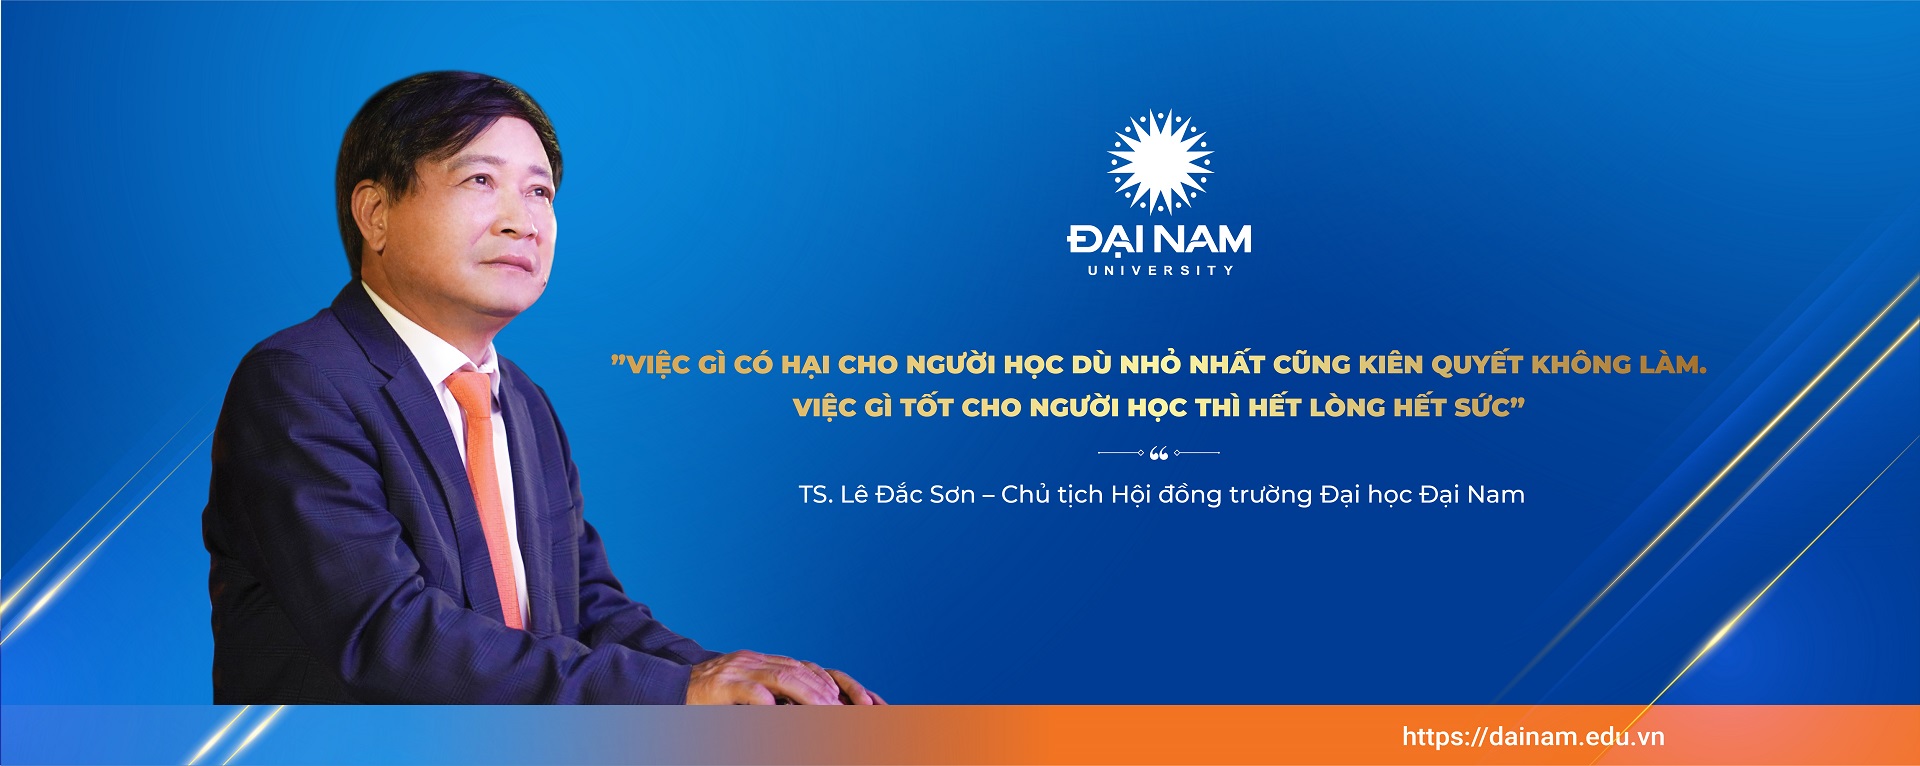 ĐẠI NAM
UNIVERSITY
”VIỆC GÌ CÓ HẠI CHO NGƯỜI HỌC DÙ NHỎ NHẤT CŨNG KIÊN QUYẾT KHÔNG LÀM.
VIỆC GÌ TỐT CHO NGƯỜI HỌC THÌ HẾT LÒNG HẾT SỨC”
TS. Lê Đắc Sơn – Chủ tịch Hội đồng trường Đại học Đại Nam
https://dainam.edu.vn